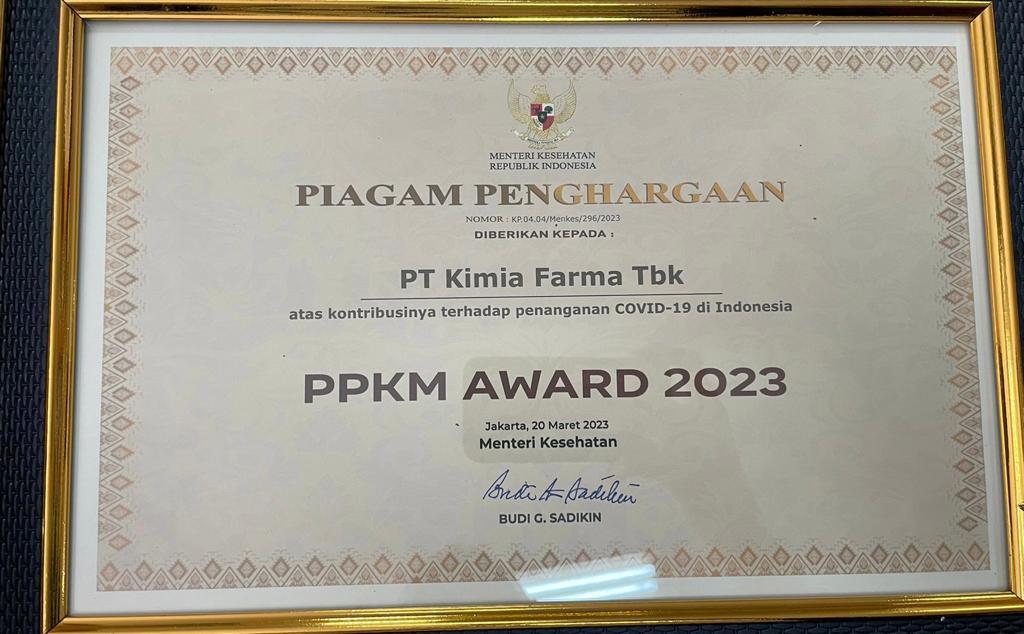 MENTERI KESEHATAN
REPUBLIK INDONESIA
PIAGAM PENGHARGAAN
NOMOR : KP.04.04/Menkes/296/2023
DIBERIKAN KEPADA :
PT Kimia Farma Tbk
atas kontribusinya terhadap penanganan COVID-19 di Indonesia
PPKM AWARD 2023
Jakarta, 20 Maret 2023
Menteri Kesehatan
Budi G Sadikin
BUDI G. SADIKIN